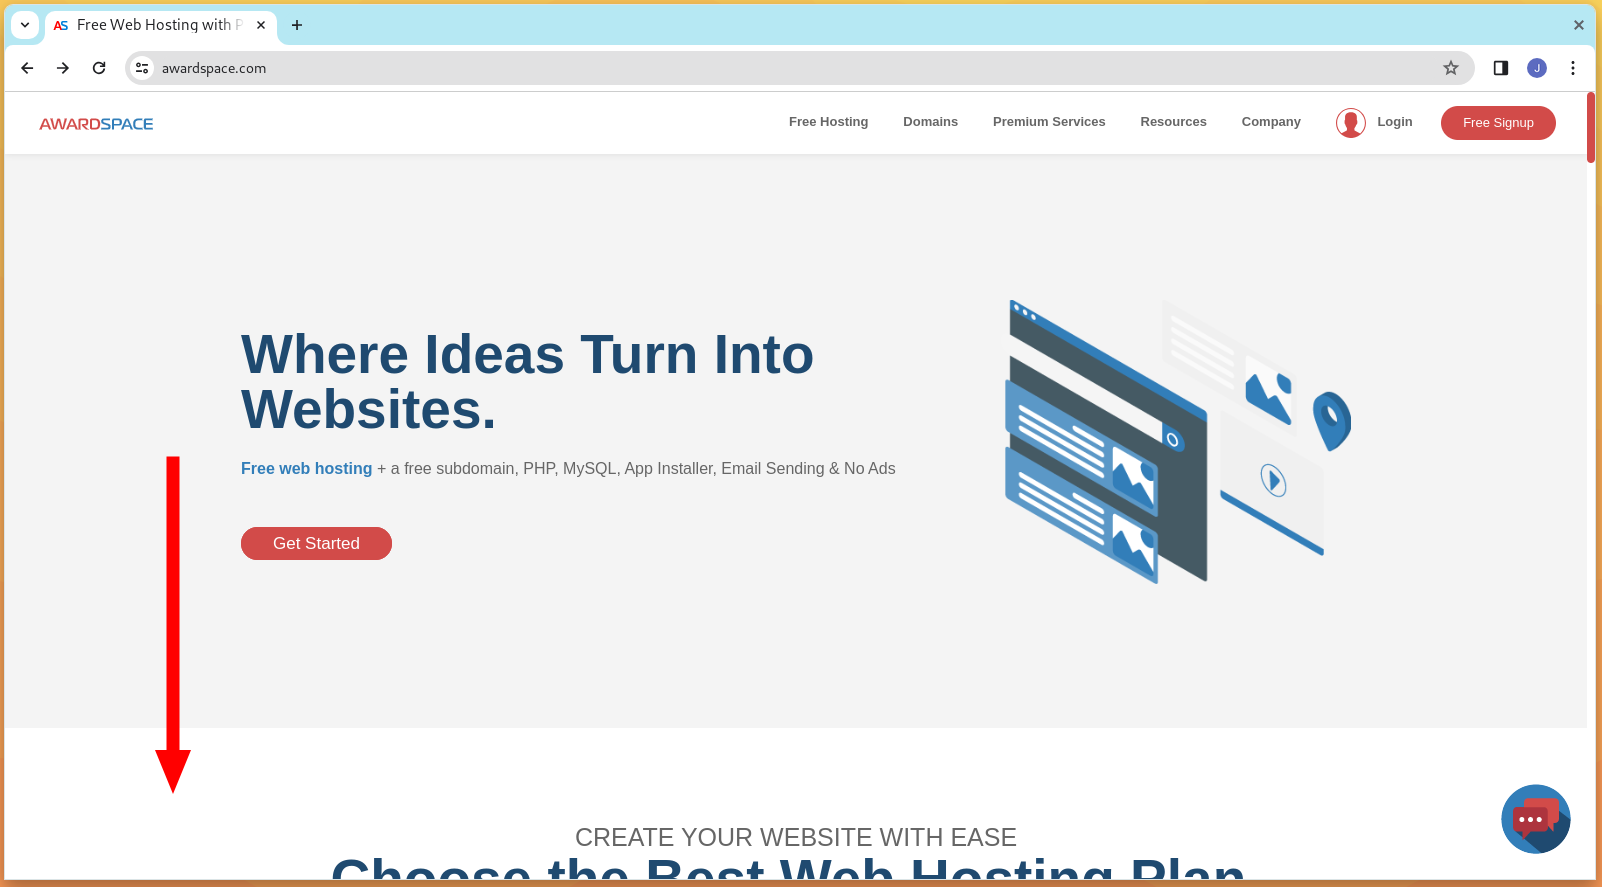 AS Free Web Hosting with
awardspace.com
J
AWARDSPACE
Free Hosting
Domains
Premium Services
Resources
Company
Login
Free Signup
Where Ideas Turn Into
Websites.
Free web hosting + a free subdomain, PHP, MySQL, App Installer, Email Sending & No Ads
Get Started
CREATE YOUR WEBSITE WITH EASE
Choose the Best Web Hosting Plan